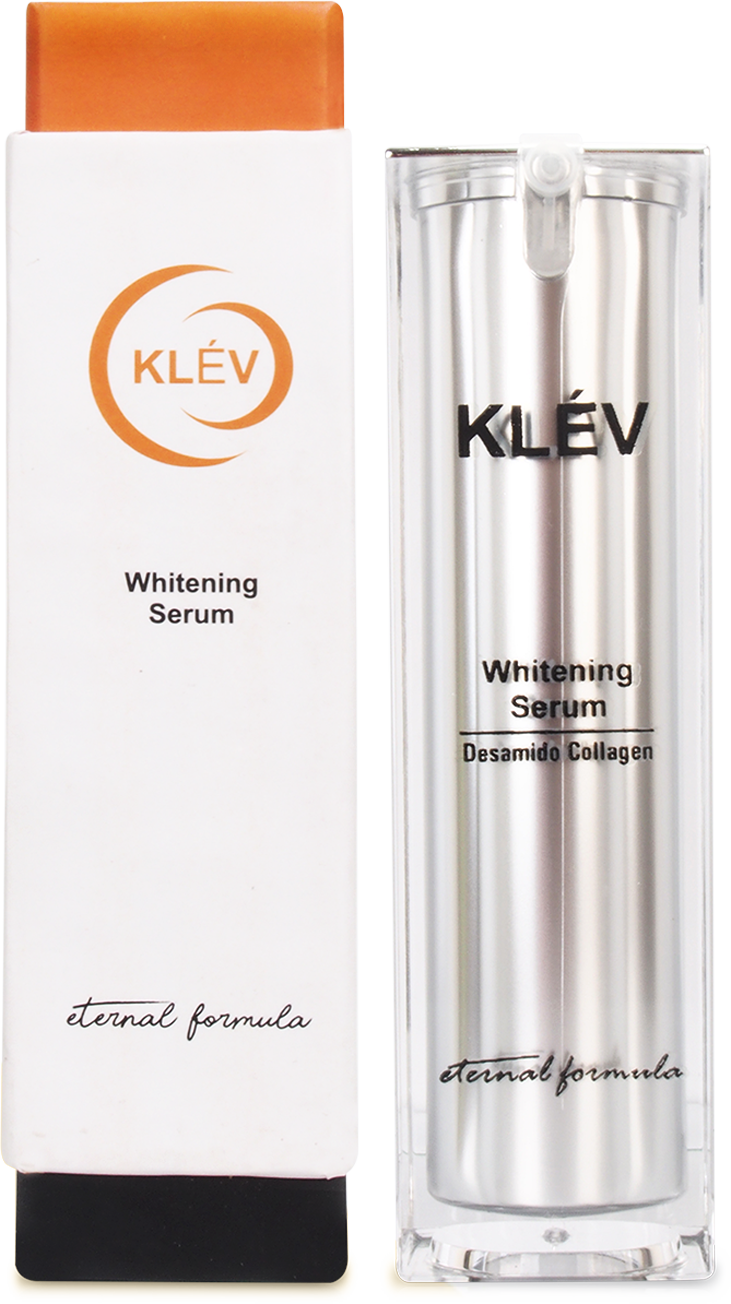 KLÉV
Whitening
Serum
eternal formula
KLÉV
Whitening
Serum
Desamido Collagen
eternal formula